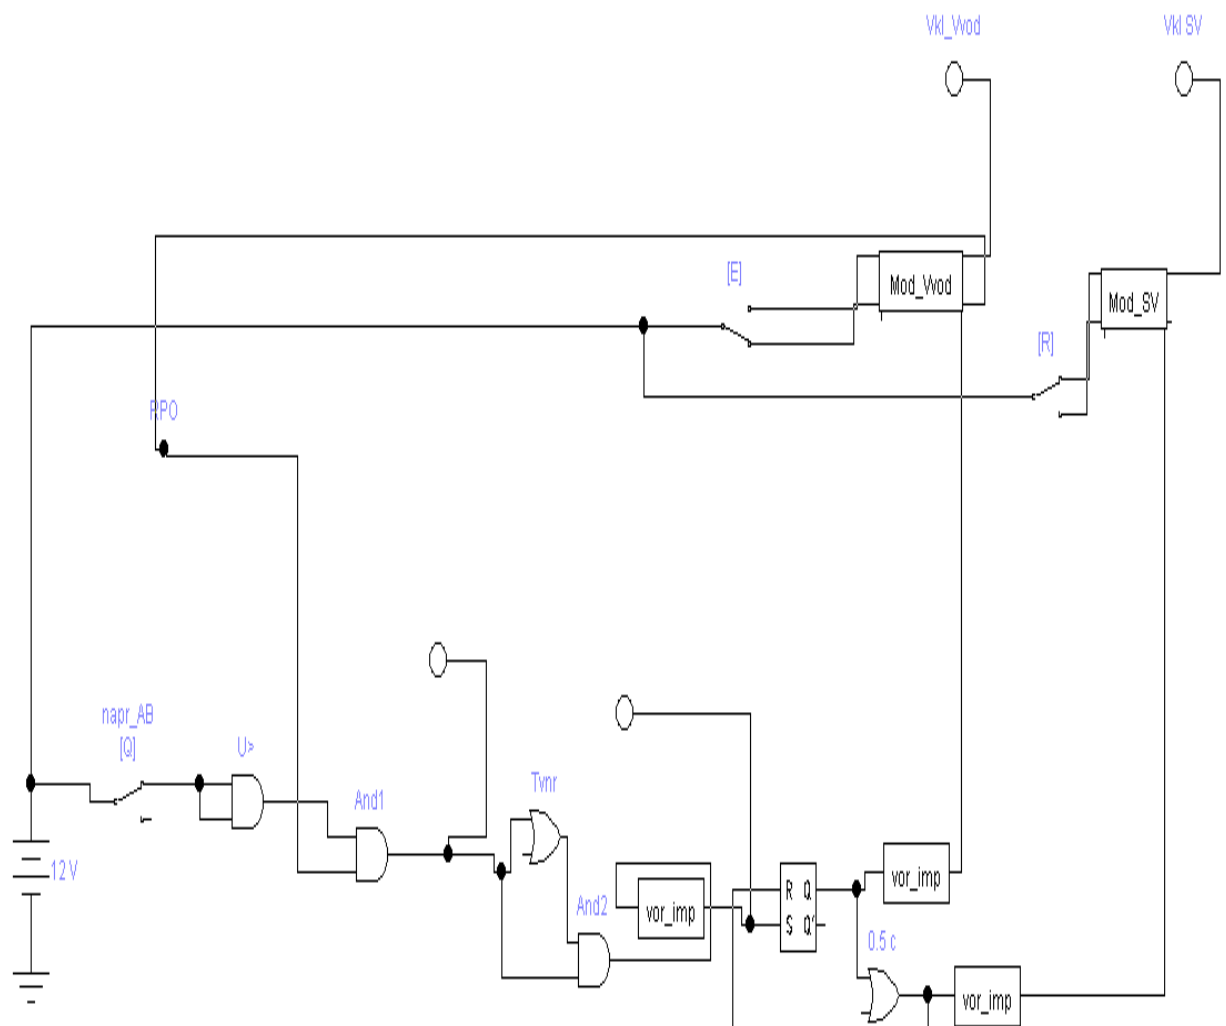 Vkl_Vvod
Vkl SV
[E]
Mod_Vvod
Mod_SV
[R]
RPO
napr_AB
[Q]
U>
Tvnr
And1
12 V
And2
vor_imp
R Q
S Q'
vor_imp
0.5 c
vor_imp